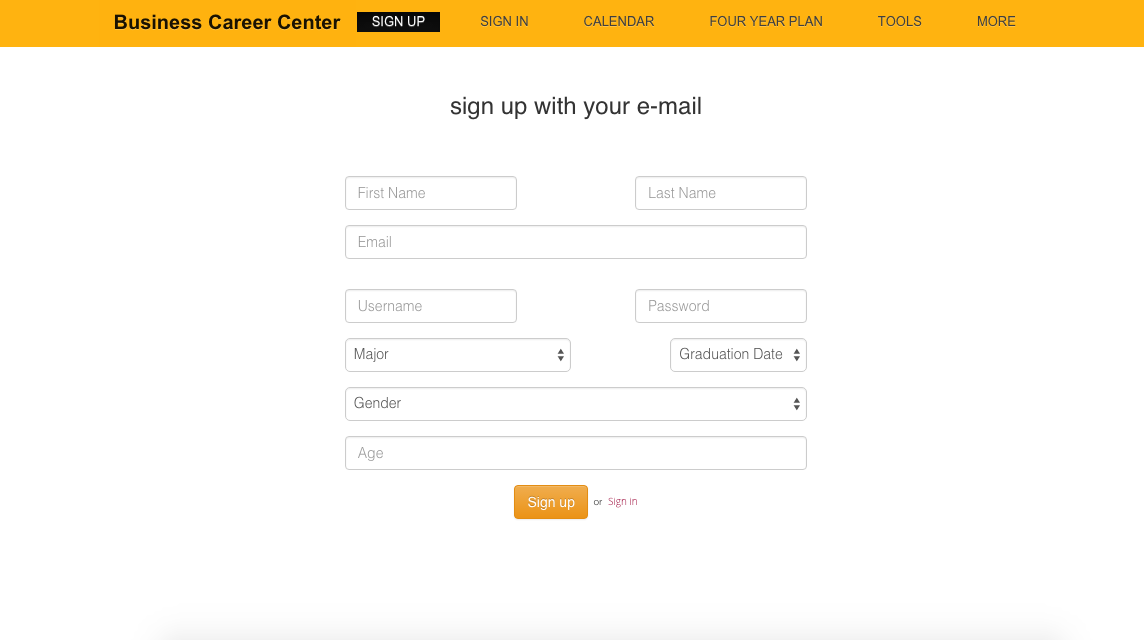 Business Career Center SIGN UP SIGN IN CALENDAR FOUR YEAR PLAN TOOLS MORE
sign up with your e-mail
First Name Last Name
Email
Username Password
Major Graduation Date
Gender
Age
Sign up or Sign in